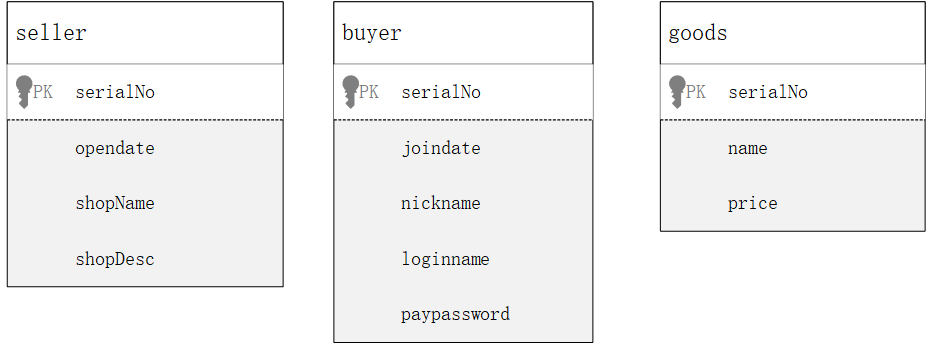 seller
PK serialNo
opendate
shopName
shopDesc
buyer
PK serialNo
joindate
nickname
loginname
paypassword
goods
PK serialNo
name
price